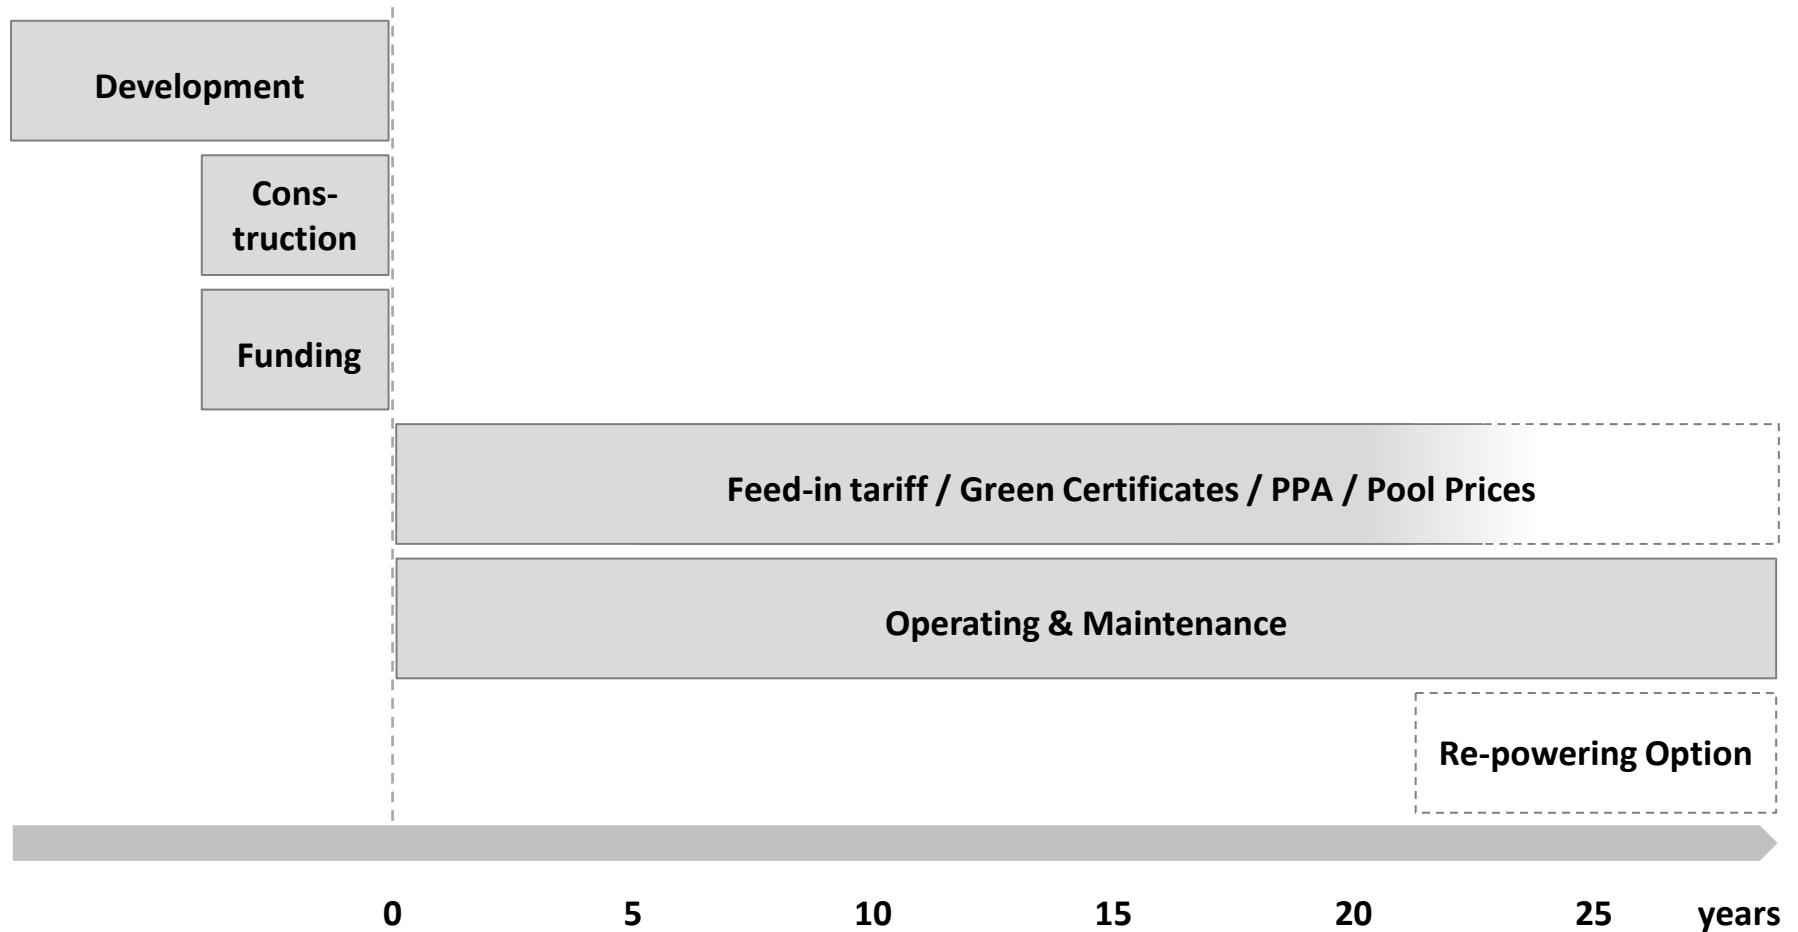 Development
Cons-
truction
Funding
Feed-in tariff / Green Certificates / PPA / Pool Prices
Operating & Maintenance
Re-powering Option
0 5 10 15 20 25 years